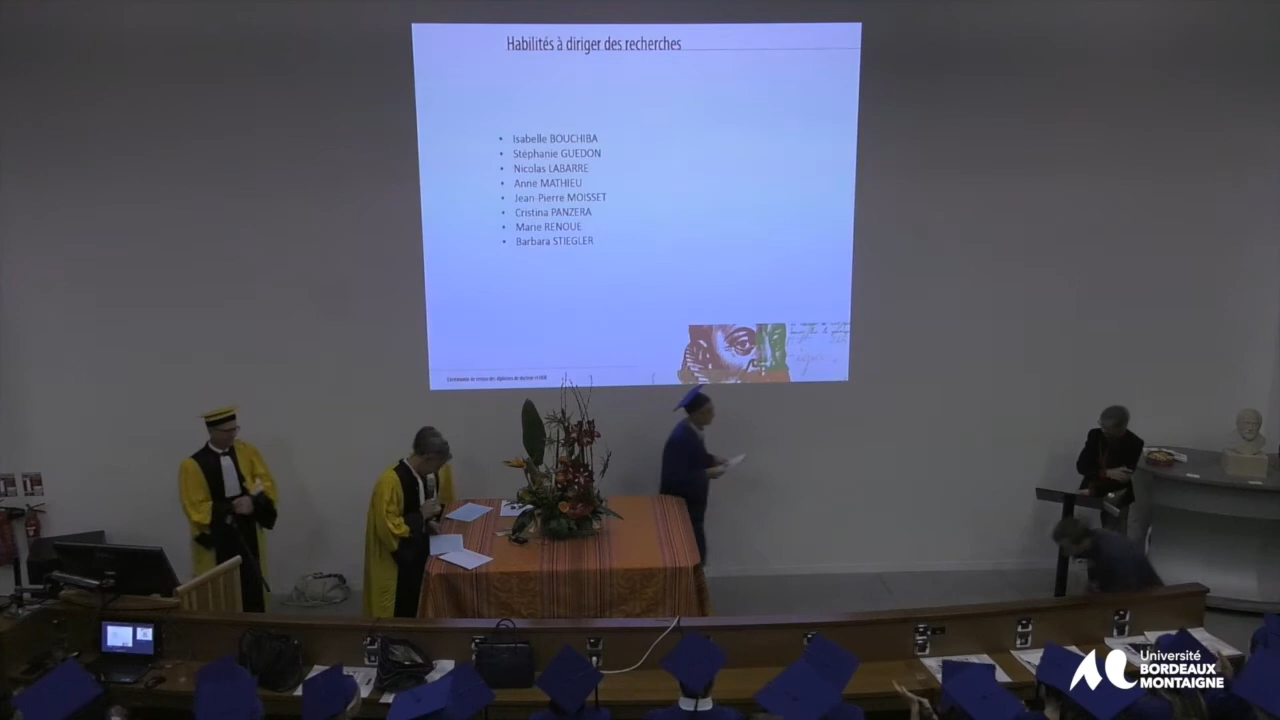 Habilités à diriger des recherches
• Isabelle BOUCHIBA
• Stéphanie GUEDON
• Nicolas LABARRE
• Anne MATHIEU
• Jean-Pierre MOISSET
• Cristina PANZERA
• Marie RENOUE
• Barbara STIEGLER
Université
BORDEAUX
MONTAIGNE